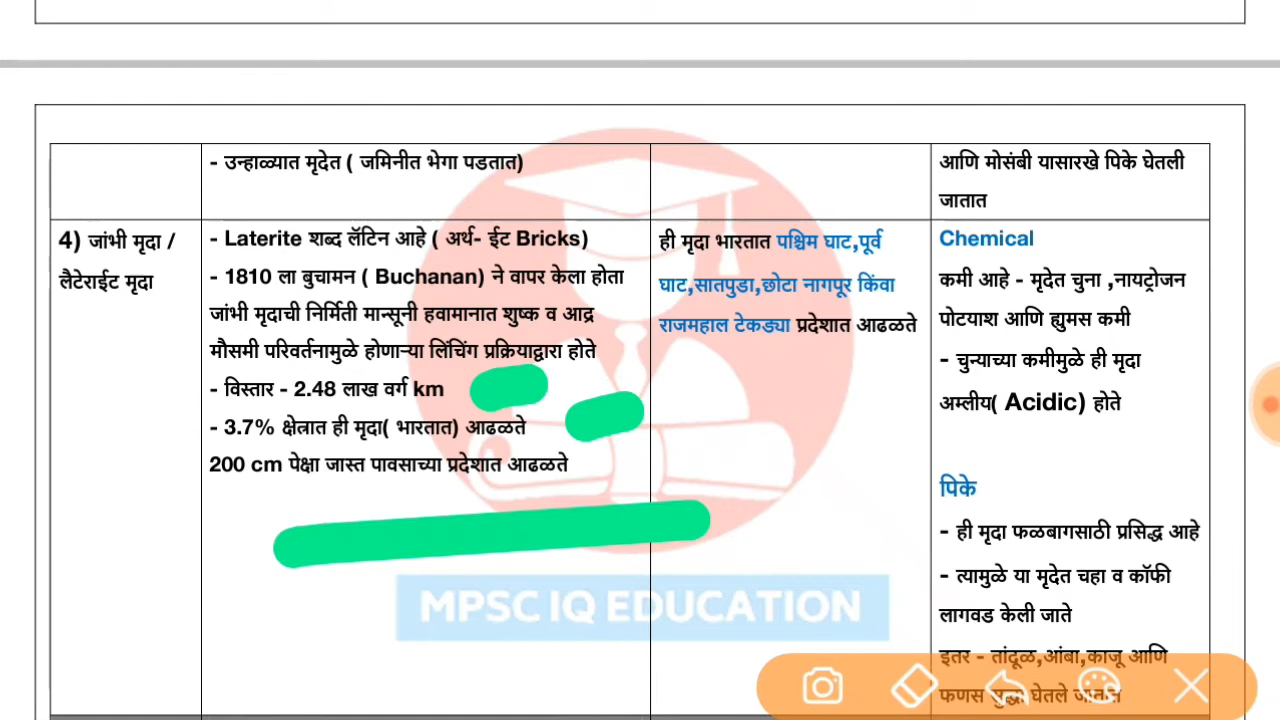 - उन्हाळ्यात मृदेत ( जमिनीत भेगा पडतात)
आणि मोसंबी यासारखे पिके घेतली
जातात
4) जांभी मृदा /
लैटेराईट मृदा
- Laterite शब्द लॅटिन आहे ( अर्थ- ईट Bricks)
- 1810 ला बुचामन ( Buchanan) ने वापर केला होता
जांभी मृदाची निर्मिती मान्सूनी हवामानात शुष्क व आद्र
मौसमी परिवर्तनामुळे होणाऱ्या लिंचिंग प्रक्रियाद्वारा होते
- विस्तार - 2.48 लाख वर्ग km
- 3.7% क्षेत्रात ही मृदा( भारतात) आढळते
200 cm पेक्षा जास्त पावसाच्या प्रदेशात आढळते
ही मृदा भारतात पश्चिम घाट,पूर्व
घाट,सातपुडा,छोटा नागपूर किंवा
राजमहाल टेकड्या प्रदेशात आढळते
Chemical
कमी आहे - मृदेत चुना ,नायट्रोजन
पोटयाश आणि ह्युमस कमी
- चुन्याच्या कमीमुळे ही मृदा
अम्लीय( Acidic) होते
पिके
- ही मृदा फळबागसाठी प्रसिद्ध आहे
- त्यामुळे या मृदेत चहा व कॉफी
लागवड केली जाते
इतर - तांदूळ,आंबा,काजू आणि
फणस सुद्धा घेतले जातात
MPSC IQ EDUCATION